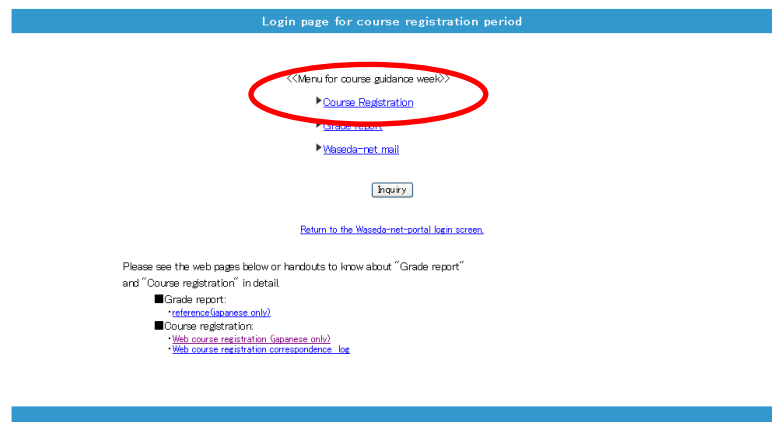 Login page for course registration period
<<Menu for course guidance week>>
Course Registration
Grade report
Waseda-net mail
Inquiry
Return to the Waseda-net-portal login screen.
Please see the web pages below or handouts to know about "Grade report"
and "Course registration" in detail.
■Grade report:
・reference(japanese only)
■Course registration:
・Web course registration (japanese only)
・Web course registration correspondence log